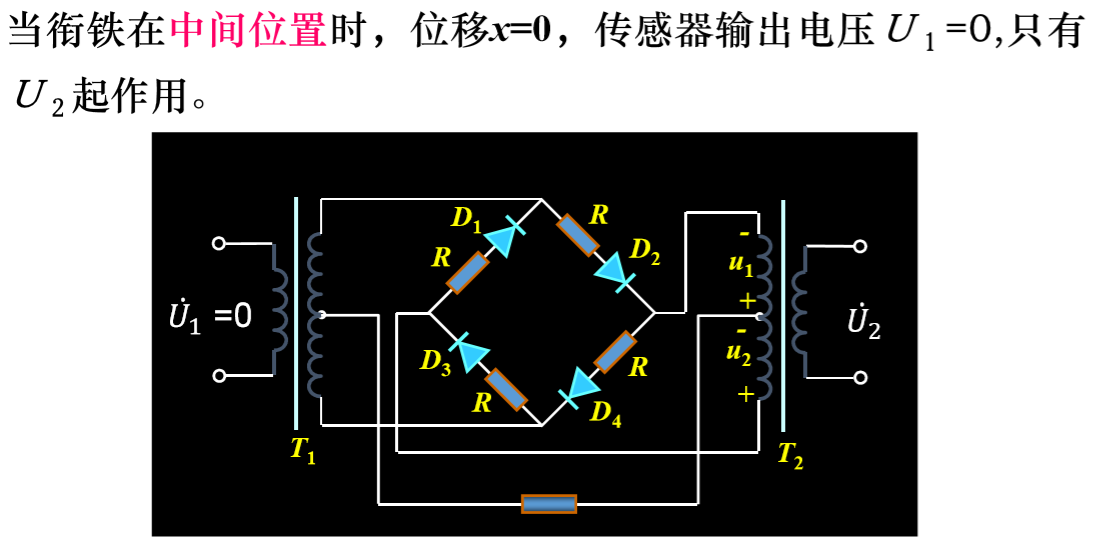 当衔铁在中间位置时，位移x=0，传感器输出电压U₁=0,只有
U₂起作用。
D₁
R
R
D₂
-
u₁
+
U̇₁ =0
-
U̇₂
u₂
D₃
R
R
+
D₄
T₁
T₂